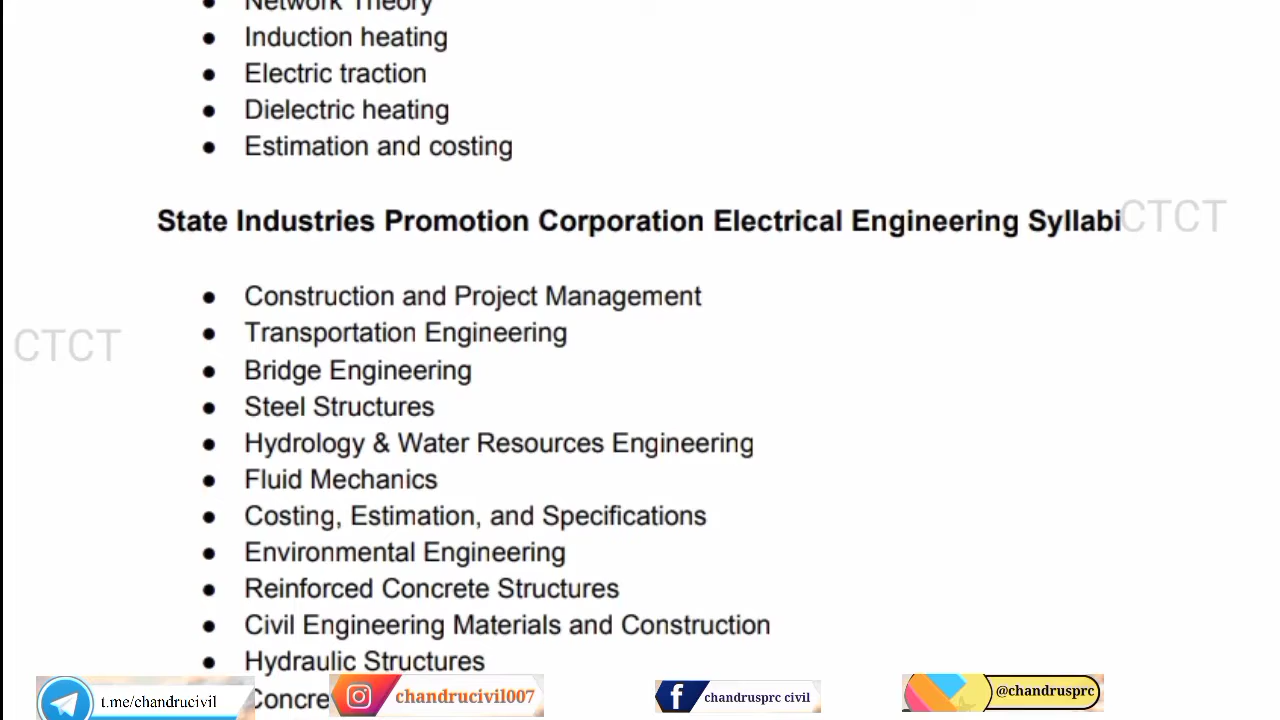 Network Theory
● Induction heating
● Electric traction
● Dielectric heating
● Estimation and costing
State Industries Promotion Corporation Electrical Engineering Syllabi
CTCT
● Construction and Project Management
● Transportation Engineering
CTCT
● Bridge Engineering
● Steel Structures
● Hydrology & Water Resources Engineering
● Fluid Mechanics
● Costing, Estimation, and Specifications
● Environmental Engineering
● Reinforced Concrete Structures
● Civil Engineering Materials and Construction
● Hydraulic Structures
Concre
t.me/chandrucivil
chandrucivil007
chandrusprc civil
@chandrusprc